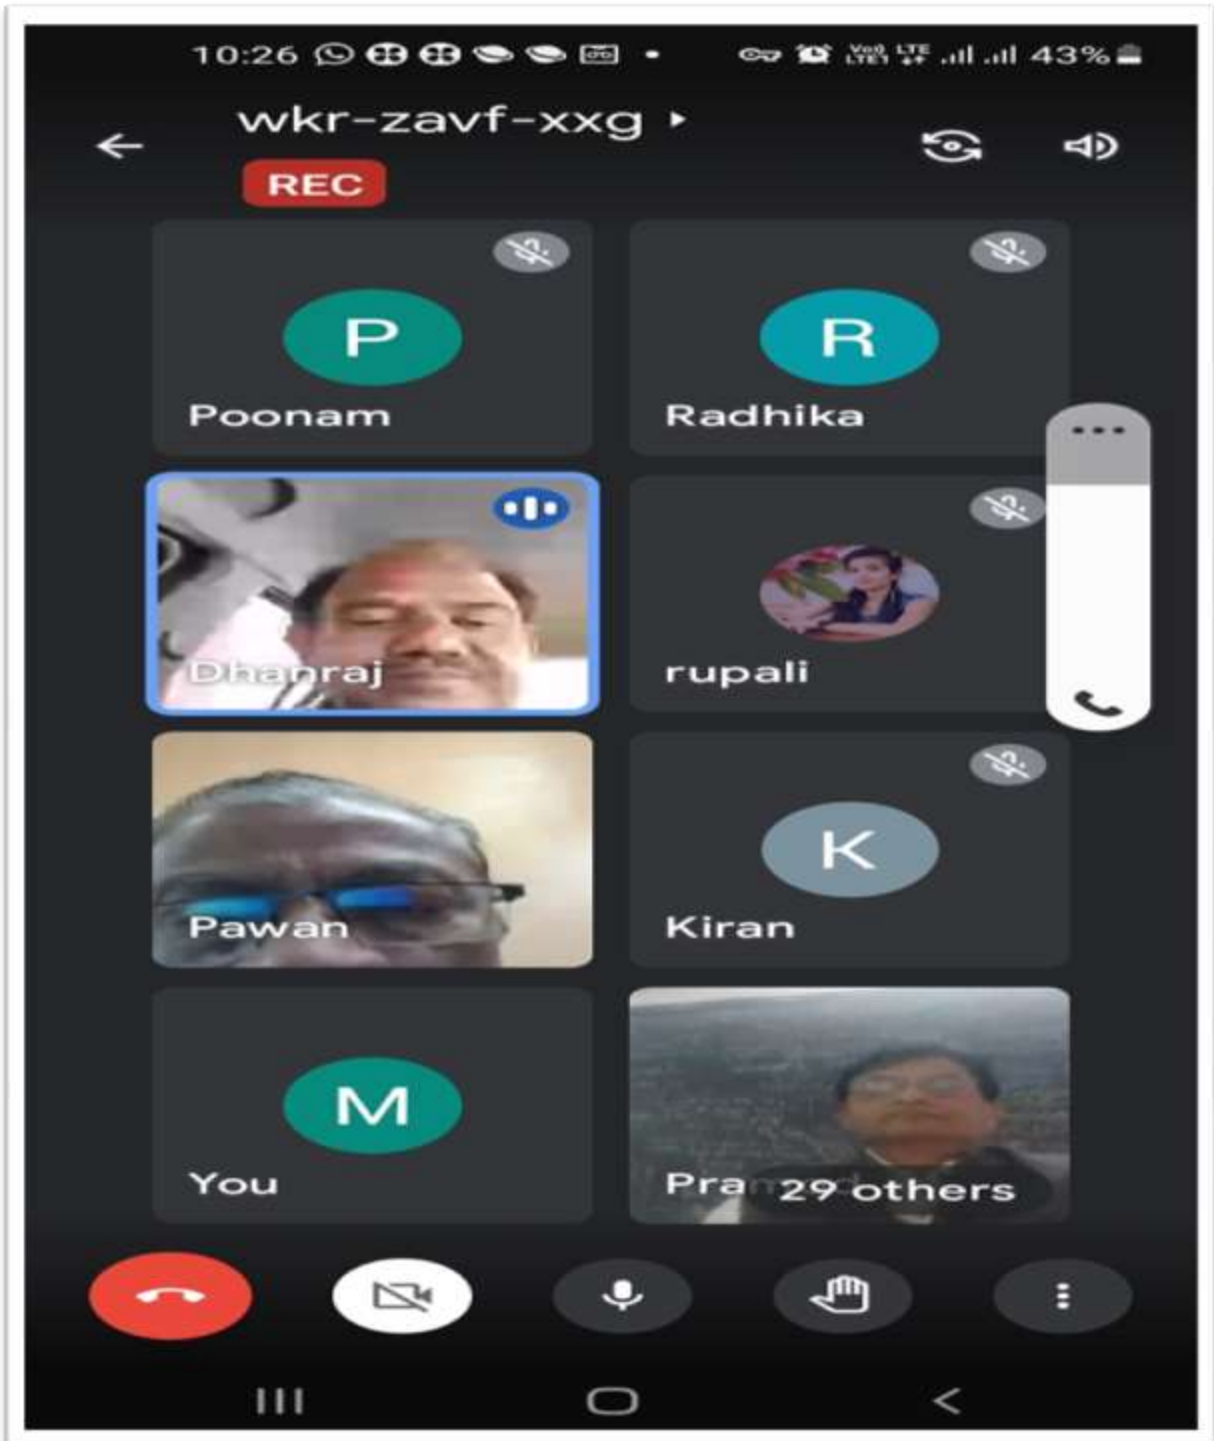 10:26 43%
wkr-zavf-xxg
REC
P R
Poonam Radhika
Dhanraj rupali
K
Pawan Kiran
M
You 29 others